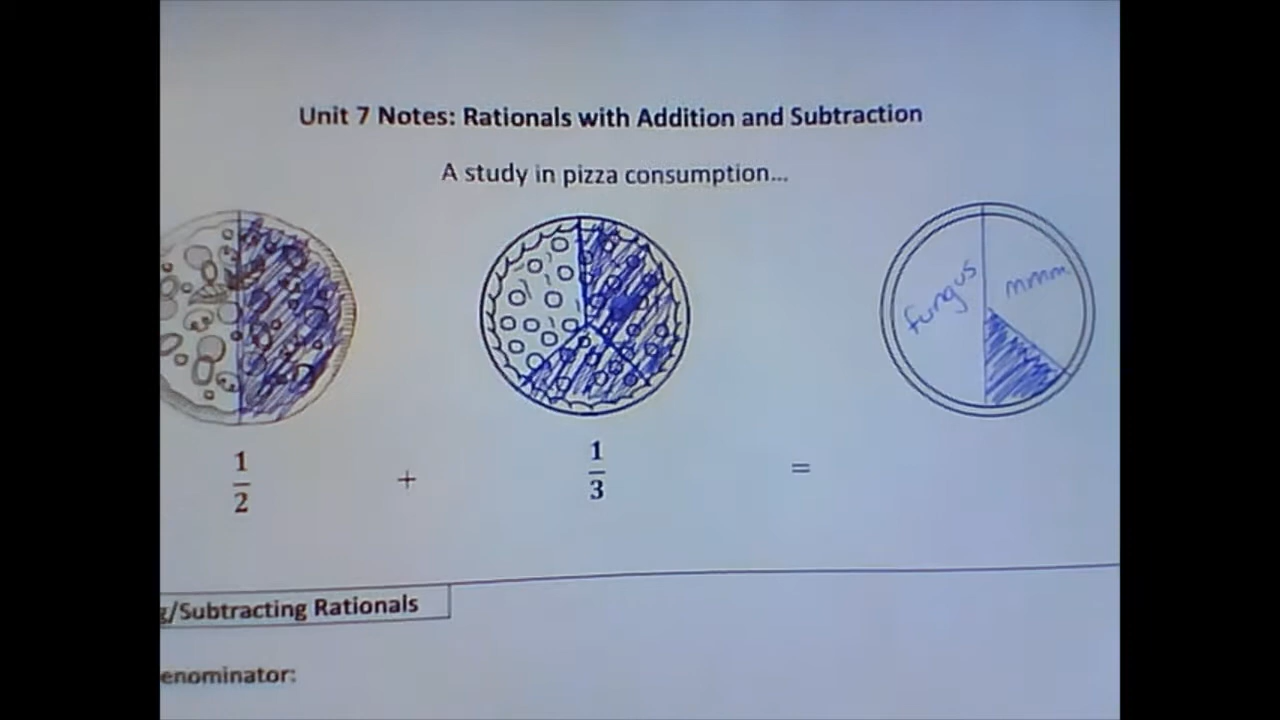 Unit 7 Notes: Rationals with Addition and Subtraction
A study in pizza consumption...
fungus
mmm
1/2 + 1/3 =
g/Subtracting Rationals
enominator: